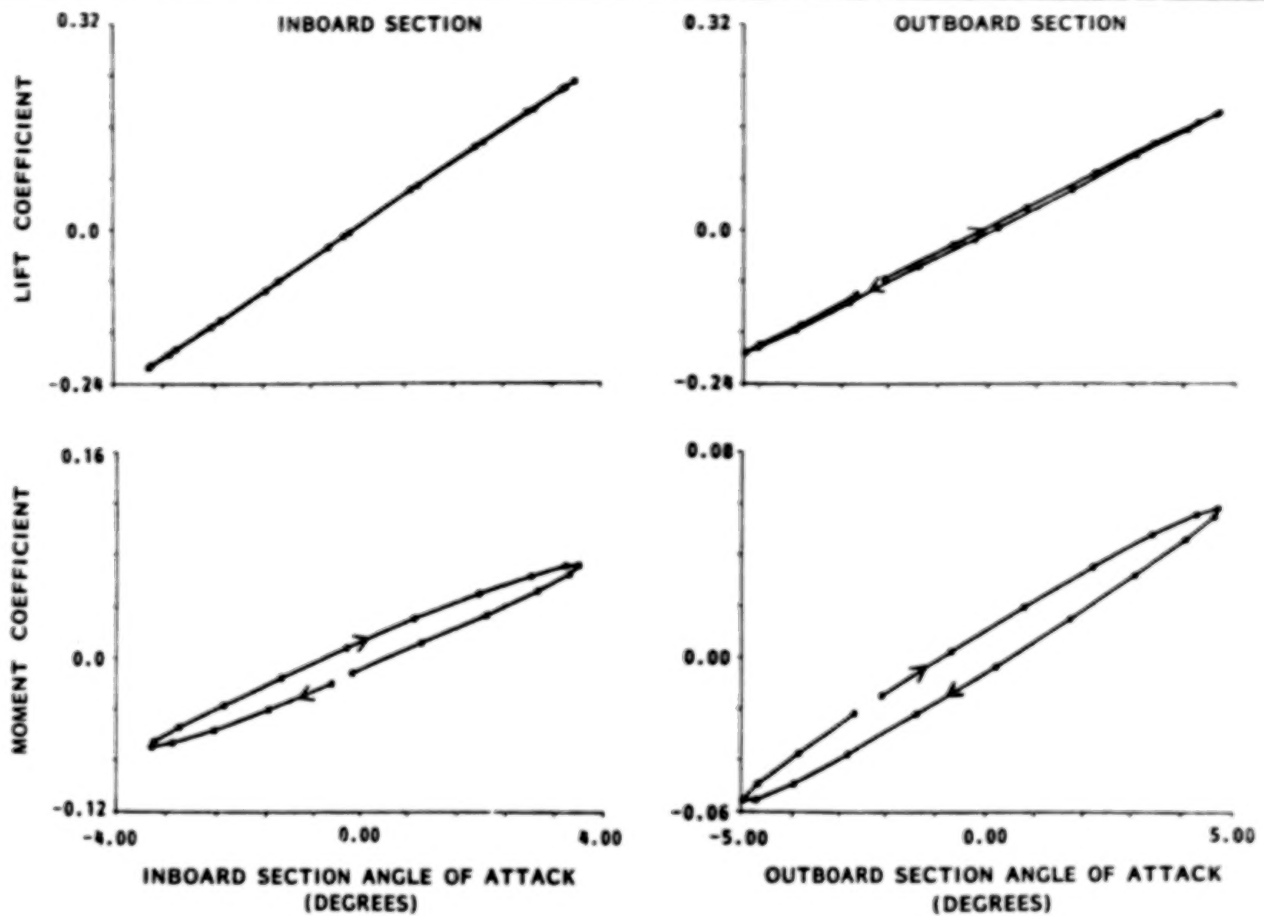 INBOARD SECTION
OUTBOARD SECTION
LIFT COEFFICIENT
0.32
0.0
-0.24
0.32
0.0
-0.24
MOMENT COEFFICIENT
0.16
0.0
-0.12
-4.00
0.00
4.00
0.08
0.00
-0.06
-5.00
0.00
5.00
INBOARD SECTION ANGLE OF ATTACK
(DEGREES)
OUTBOARD SECTION ANGLE OF ATTACK
(DEGREES)